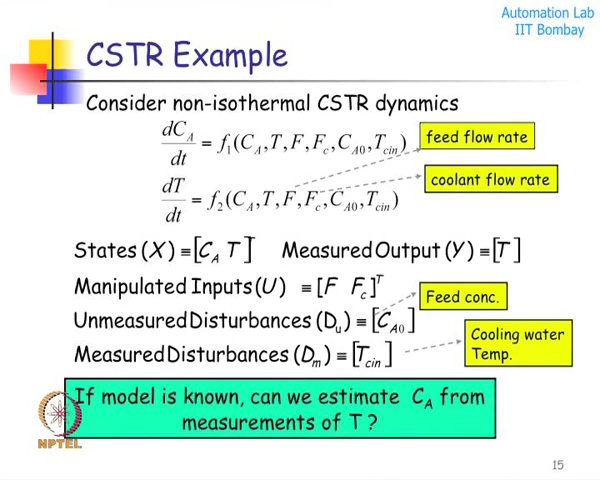 Automation Lab
IIT Bombay
CSTR Example
Consider non-isothermal CSTR dynamics
dC_A/dt = f_1(C_A, T, F, F_c, C_A0, T_cin)
feed flow rate
dT/dt = f_2(C_A, T, F, F_c, C_A0, T_cin)
coolant flow rate
States (X) ≡ [C_A T]^T Measured Output (Y) ≡ [T]
Manipulated Inputs (U) ≡ [F F_c]^T
Feed conc.
Unmeasured Disturbances (D_u) ≡ [C_A0]
Measured Disturbances (D_m) ≡ [T_cin]
Cooling water
Temp.
If model is known, can we estimate C_A from
measurements of T ?
NPTEL
15